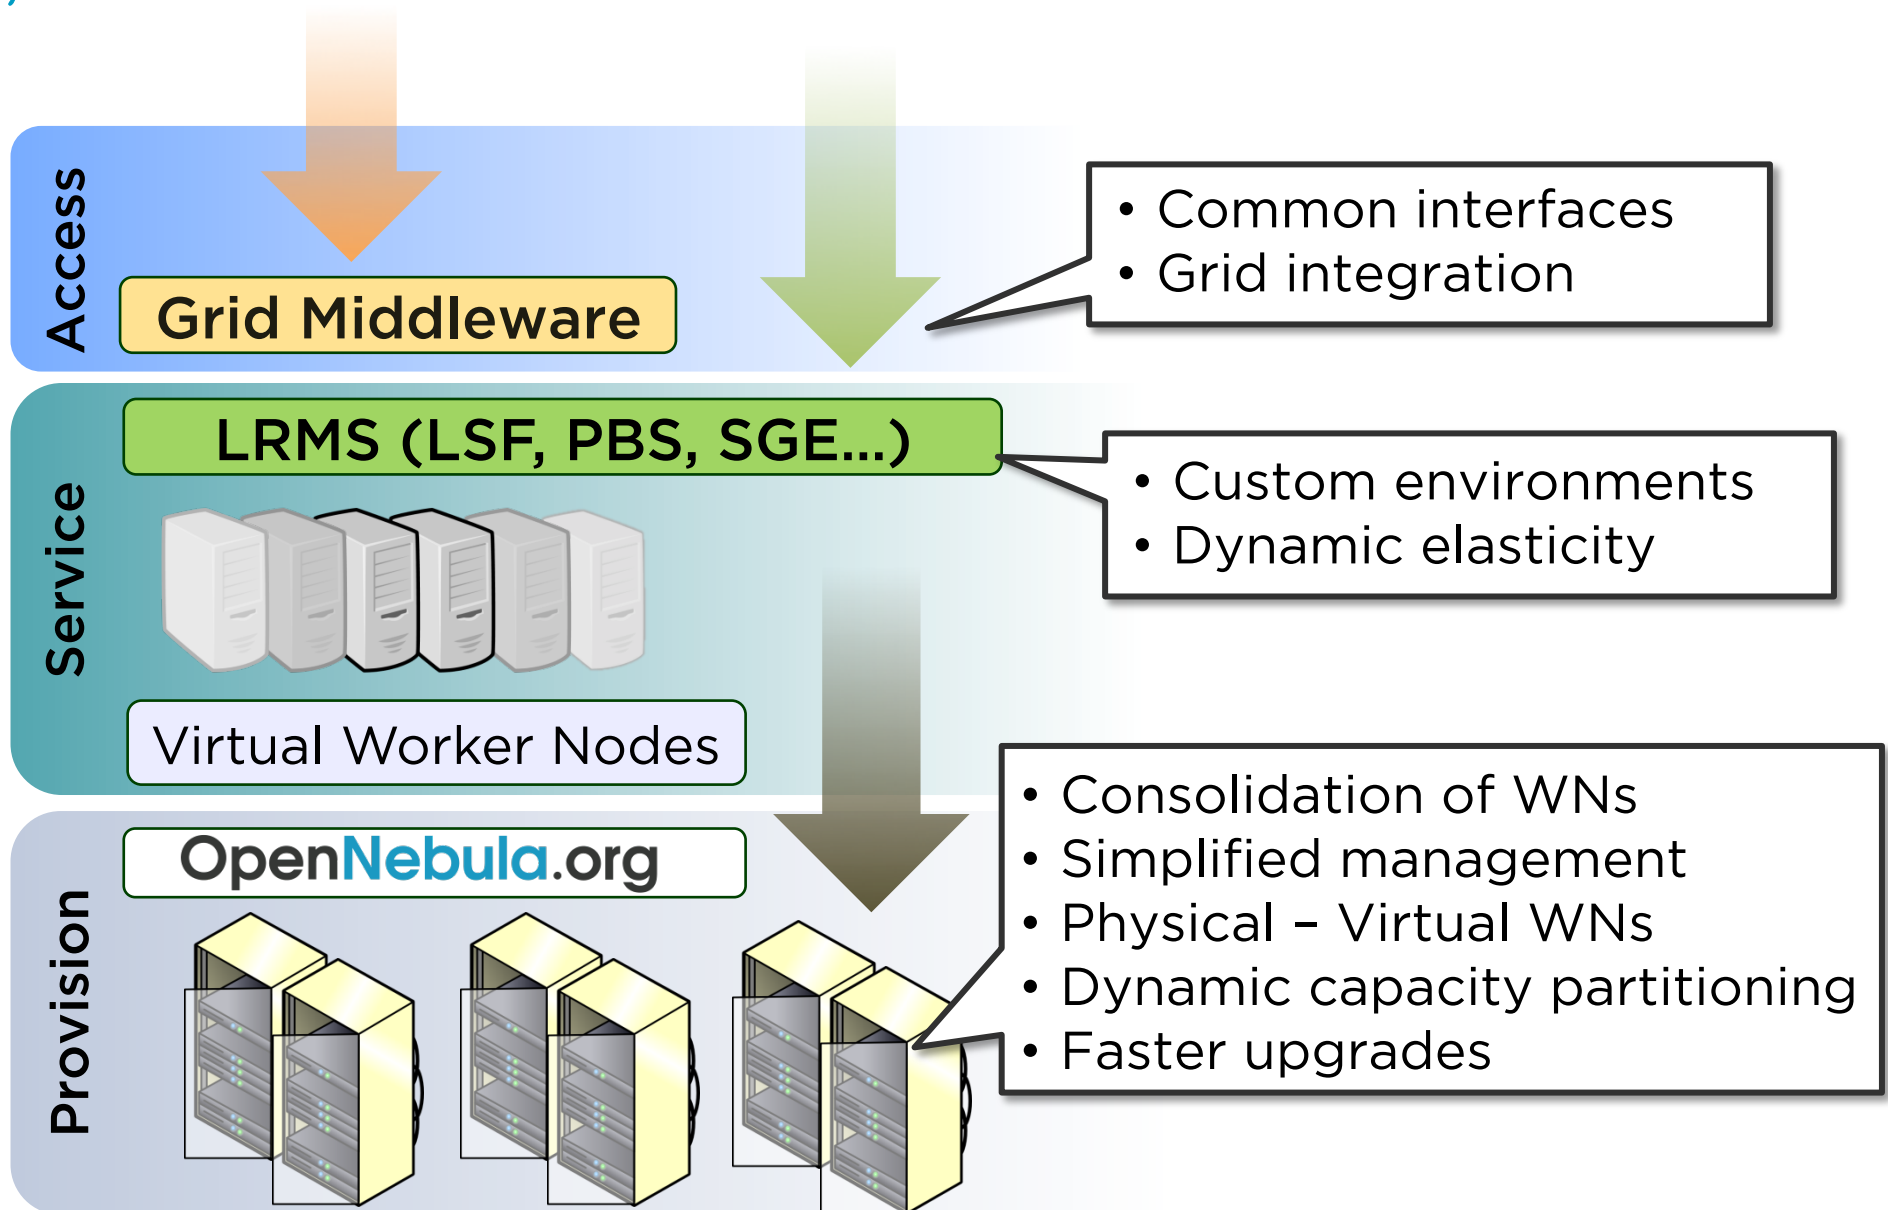 Access
Grid Middleware
• Common interfaces
• Grid integration
Service
LRMS (LSF, PBS, SGE...)
• Custom environments
• Dynamic elasticity
Virtual Worker Nodes
Provision
OpenNebula.org
• Consolidation of WNs
• Simplified management
• Physical – Virtual WNs
• Dynamic capacity partitioning
• Faster upgrades